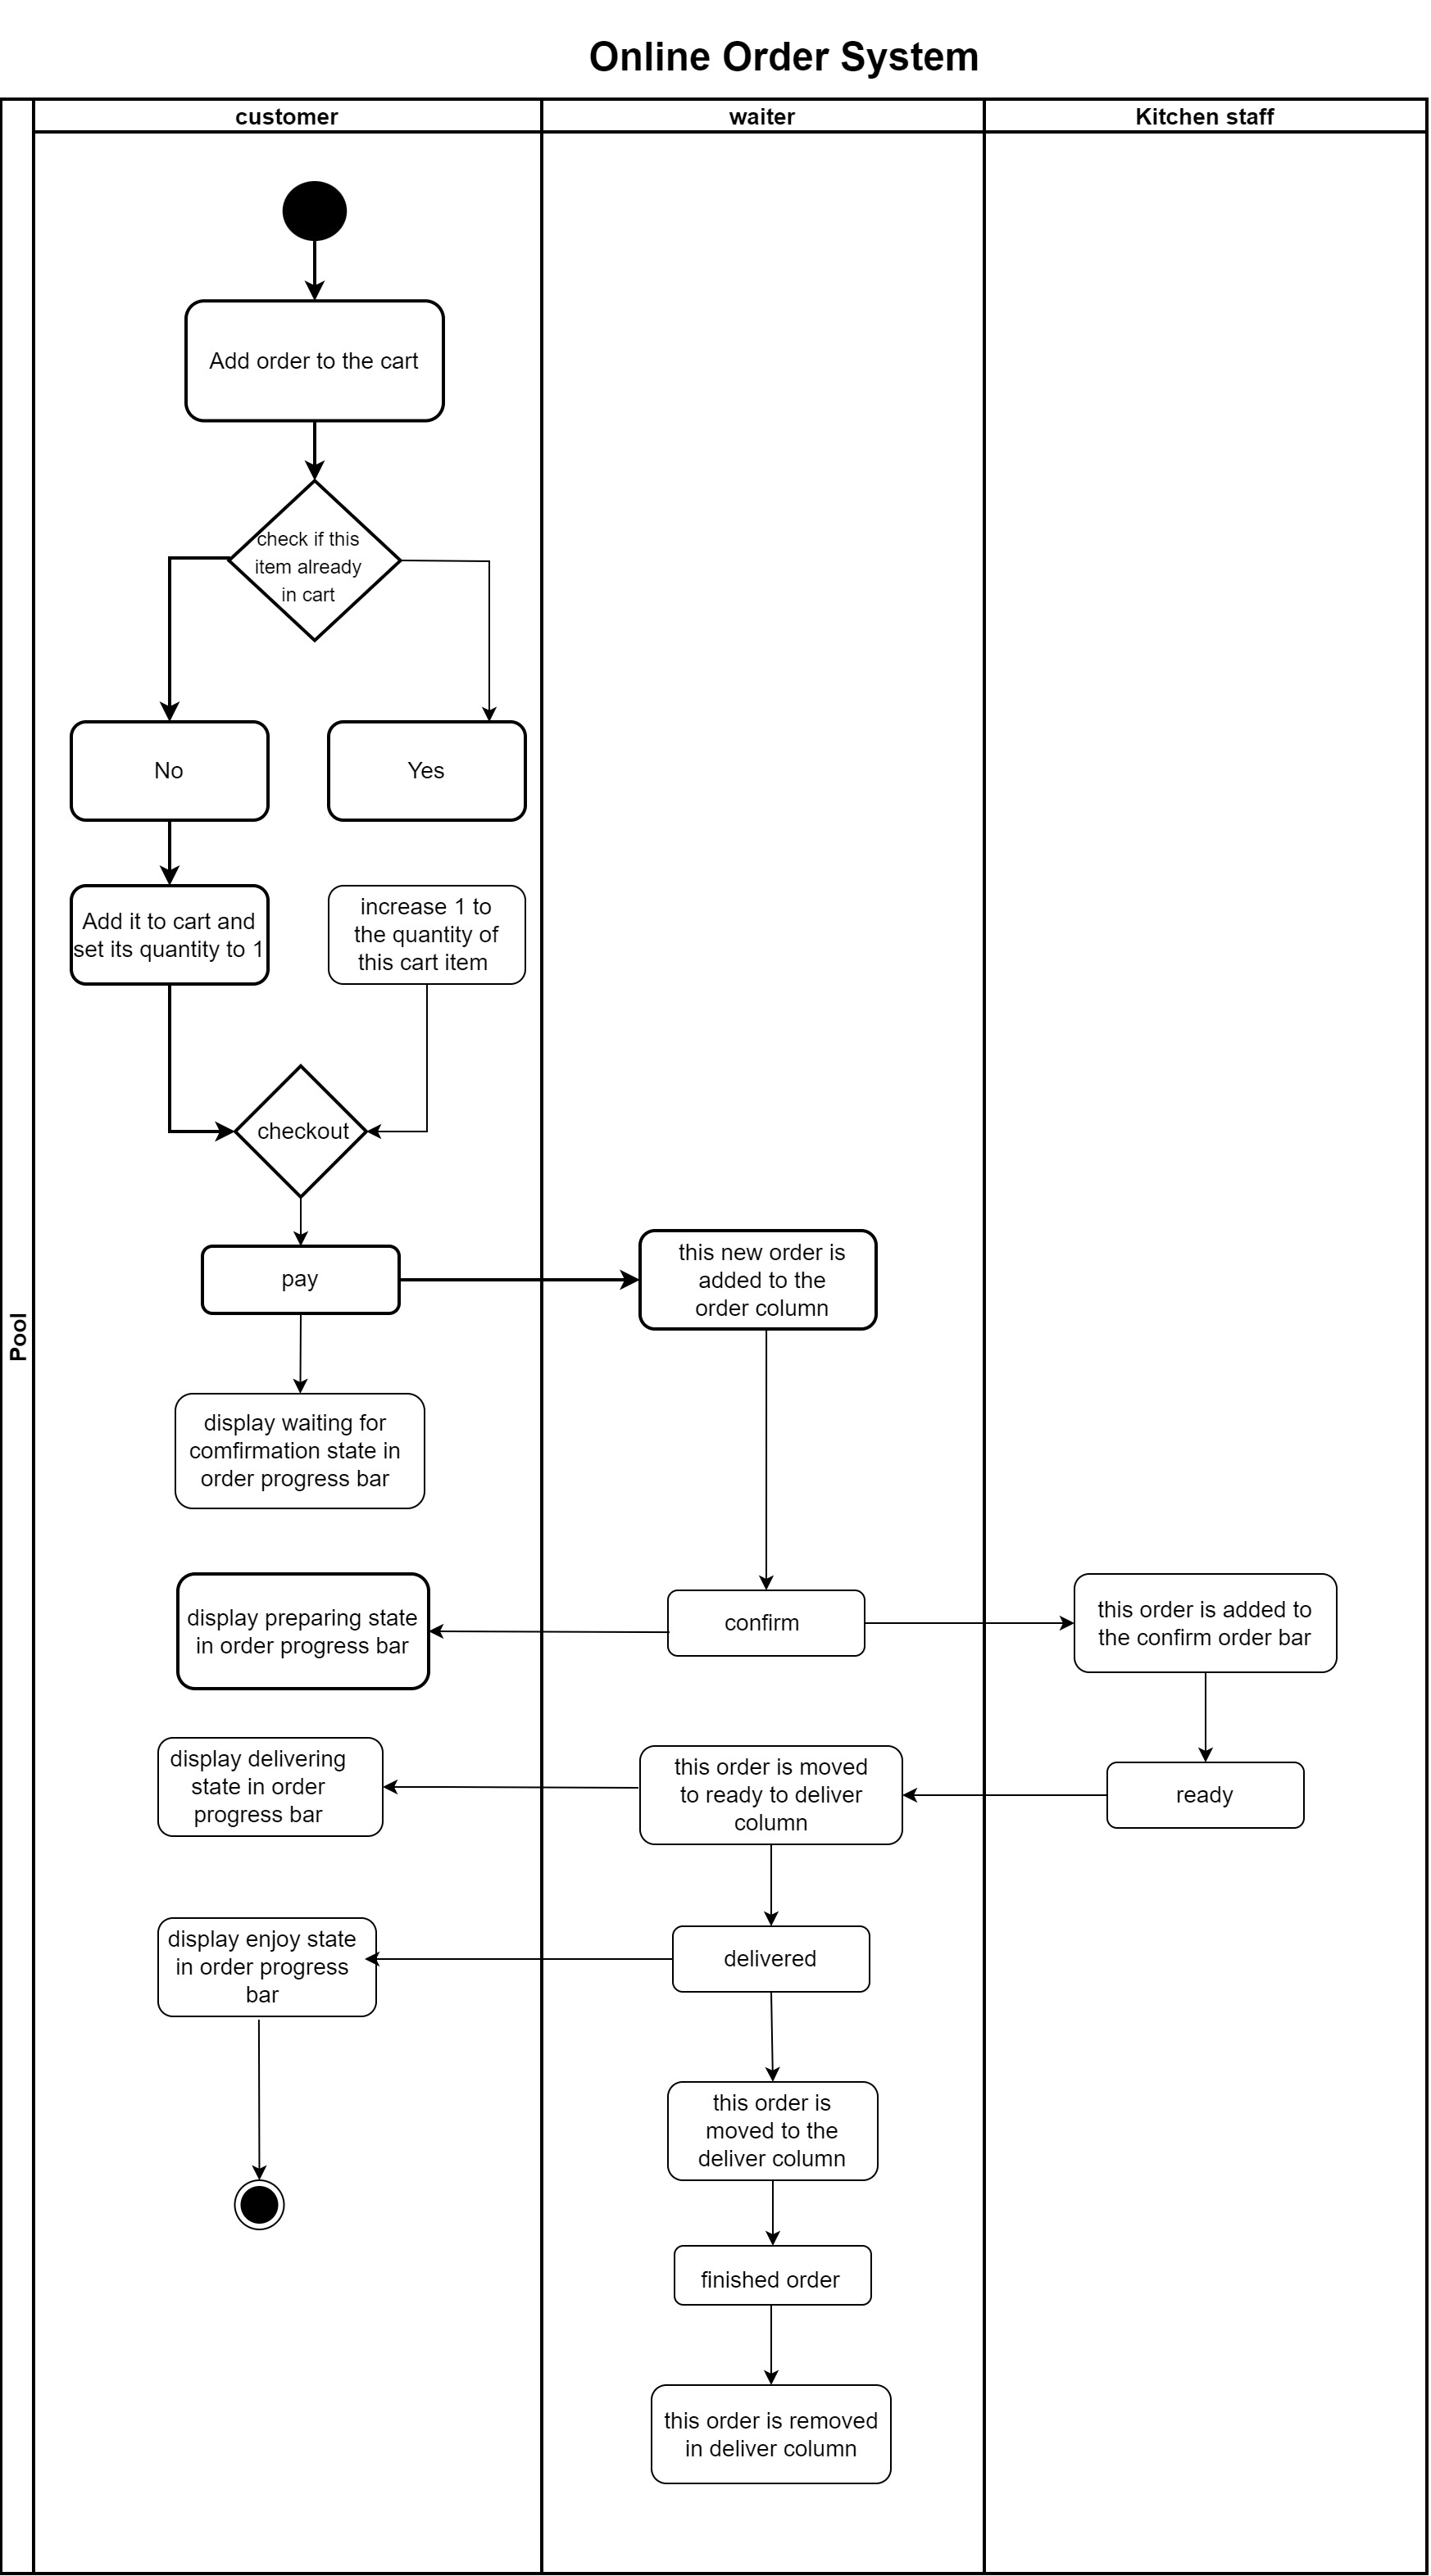 Online Order System
customer
waiter
Kitchen staff
Pool
Add order to the cart
check if this
item already
in cart
No
Yes
Add it to cart and
set its quantity to 1
increase 1 to
the quantity of
this cart item
checkout
pay
this new order is
added to the
order column
display waiting for
comfirmation state in
order progress bar
display preparing state
in order progress bar
confirm
this order is added to
the confirm order bar
display delivering
state in order
progress bar
this order is moved
to ready to deliver
column
ready
display enjoy state
in order progress
bar
delivered
this order is
moved to the
deliver column
finished order
this order is removed
in deliver column